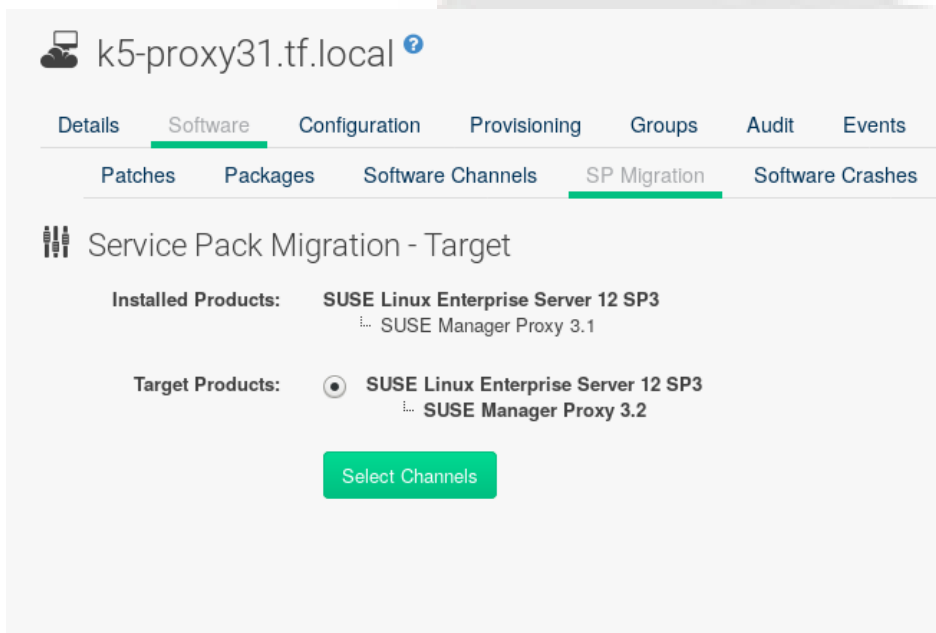 k5-proxy31.tf.local ?
Details Software Configuration Provisioning Groups Audit Events
Patches Packages Software Channels SP Migration Software Crashes
Service Pack Migration - Target
Installed Products: SUSE Linux Enterprise Server 12 SP3
SUSE Manager Proxy 3.1
Target Products: SUSE Linux Enterprise Server 12 SP3
SUSE Manager Proxy 3.2
Select Channels